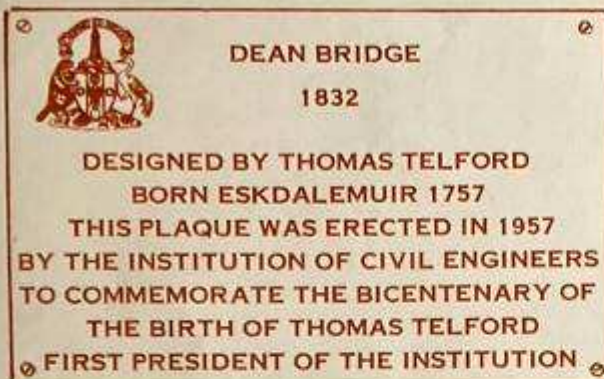 DEAN BRIDGE
1832
DESIGNED BY THOMAS TELFORD
BORN ESKDALEMUIR 1757
THIS PLAQUE WAS ERECTED IN 1957
BY THE INSTITUTION OF CIVIL ENGINEERS
TO COMMEMORATE THE BICENTENARY OF
THE BIRTH OF THOMAS TELFORD
FIRST PRESIDENT OF THE INSTITUTION